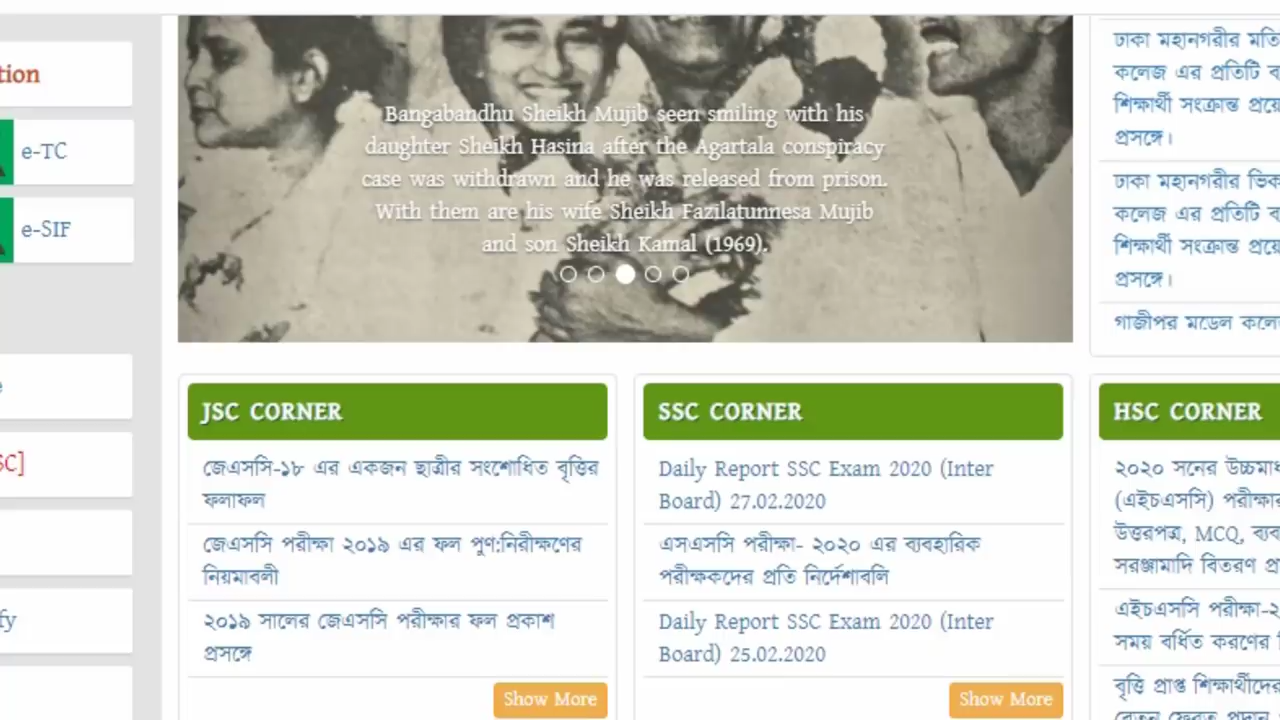 tion
e-TC
e-SIF
SC]
fy
Bangabandhu Sheikh Mujib seen smiling with his
daughter Sheikh Hasina after the Agartala conspiracy
case was withdrawn and he was released from prison.
With them are his wife Sheikh Fazilatunnesa Mujib
and son Sheikh Kamal (1969).
ঢাকা মহানগরীর মতি
কলেজ এর প্রতিটি ব
শিক্ষার্থী সংক্রান্ত প্রয়ে
প্রসঙ্গে।
ঢাকা মহানগরীর ভিক
কলেজ এর প্রতিটি ব
শিক্ষার্থী সংক্রান্ত প্রয়ে
প্রসঙ্গে।
গাজীপুর মডেল কলে
JSC CORNER
জেএসসি-১৮ এর একজন ছাত্রীর সংশোধিত বৃত্তির
ফলাফল
জেএসসি পরীক্ষা ২০১৯ এর ফল পুণ:নিরীক্ষণের
নিয়মাবলী
২০১৯ সালের জেএসসি পরীক্ষার ফল প্রকাশ
প্রসঙ্গে
Show More
SSC CORNER
Daily Report SSC Exam 2020 (Inter
Board) 27.02.2020
এসএসসি পরীক্ষা- ২০২০ এর ব্যবহারিক
পরীক্ষকদের প্রতি নির্দেশাবলি
Daily Report SSC Exam 2020 (Inter
Board) 25.02.2020
Show More
HSC CORNER
২০২০ সনের উচ্চমাধ
(এইচএসসি) পরীক্ষার
উত্তরপত্র, MCQ, ব্যব
সরঞ্জামাদি বিতরণ প্র
এইচএসসি পরীক্ষা-২
সময় বর্ধিত করণের
বৃত্তি প্রাপ্ত শিক্ষার্থীদের